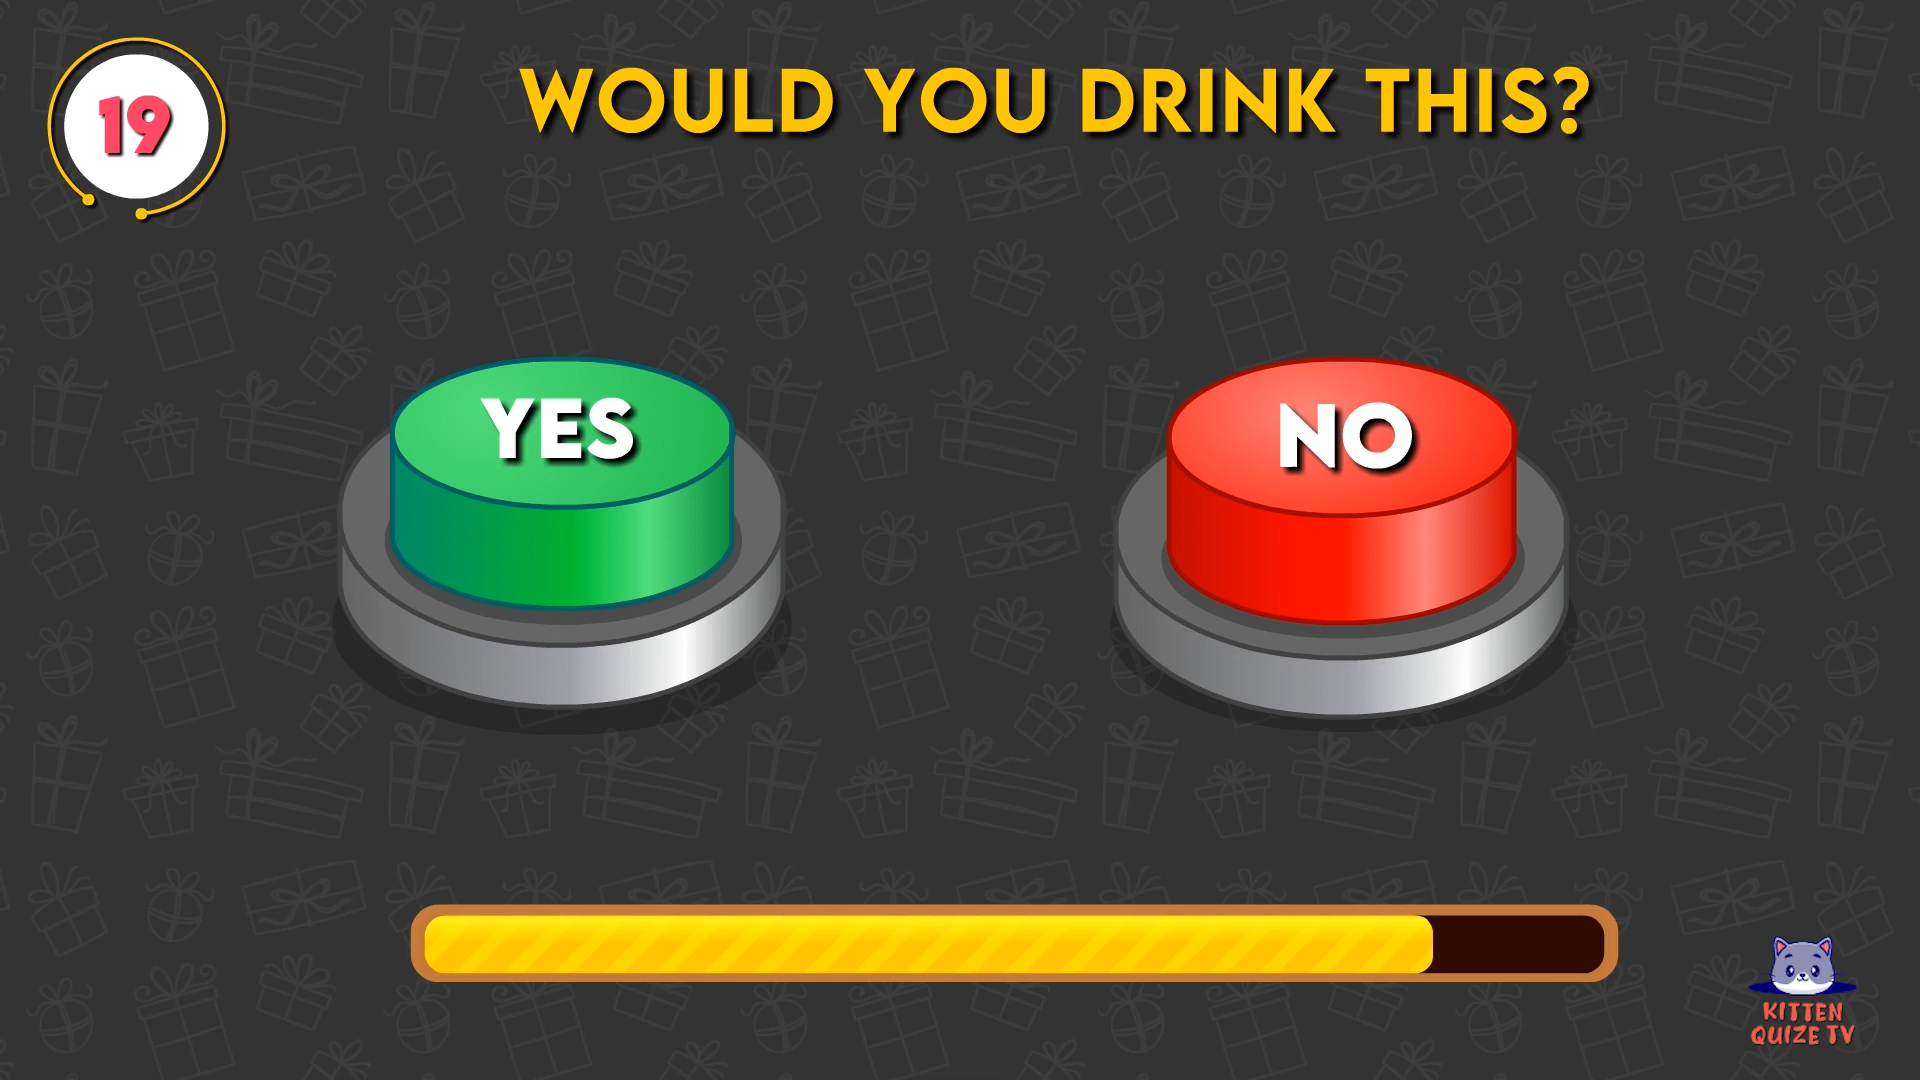 19
WOULD YOU DRINK THIS?
YES
NO
KITTEN
QUIZE TV